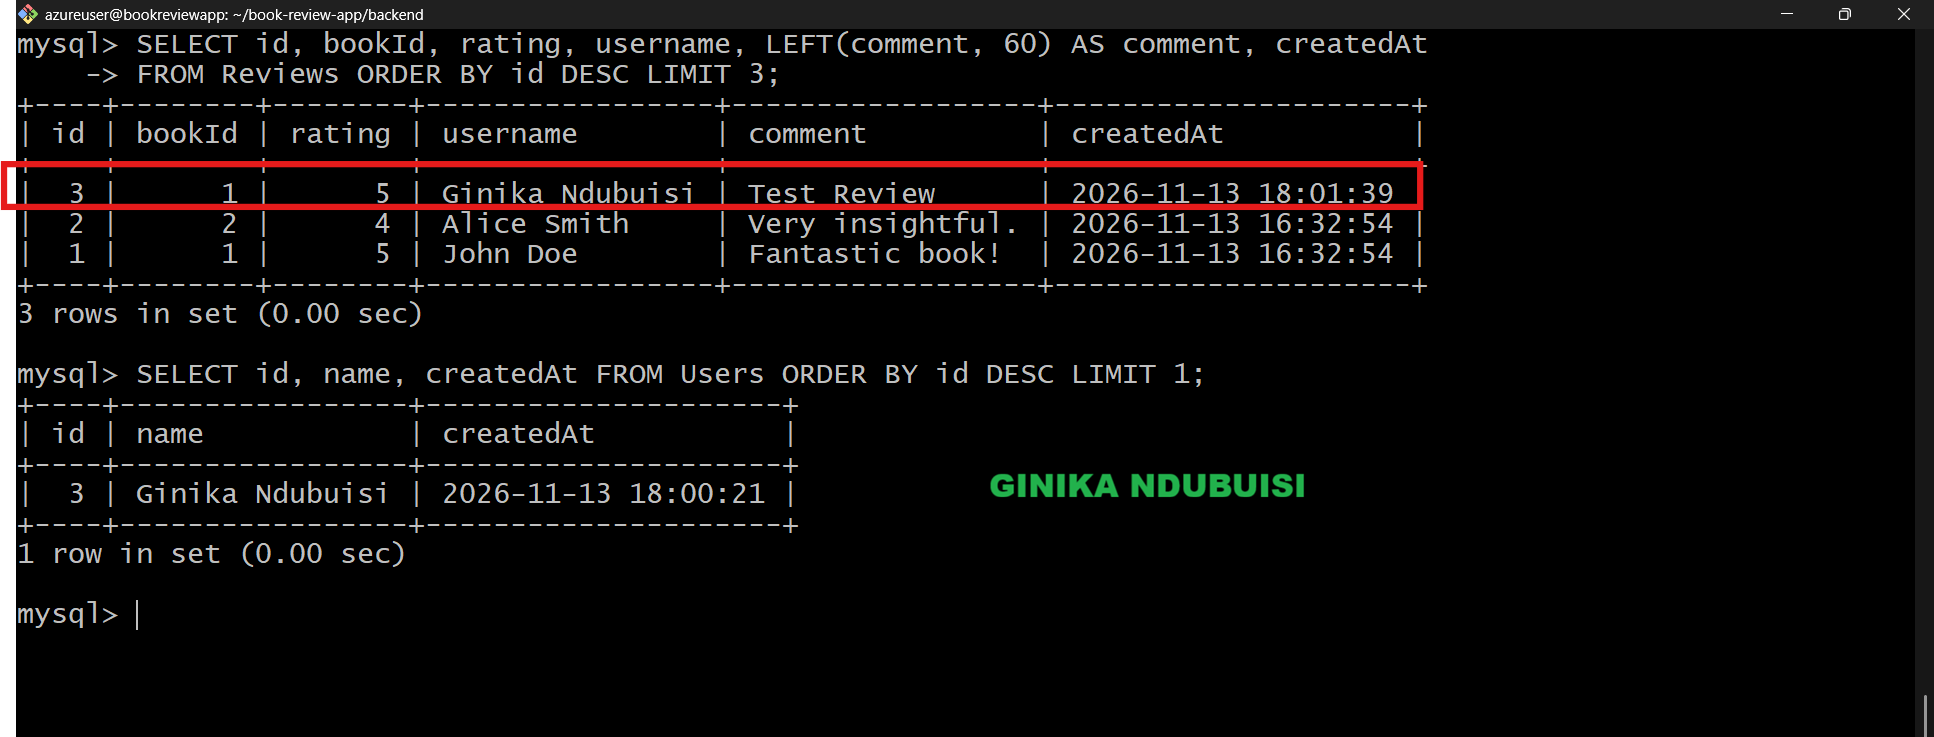 azureuser@bookreviewapp: ~/book-review-app/backend
mysql> SELECT id, bookId, rating, username, LEFT(comment, 60) AS comment, createdAt
    -> FROM Reviews ORDER BY id DESC LIMIT 3;
+----+--------+--------+-----------------+------------------+---------------------+
| id | bookId | rating | username        | comment          | createdAt           |
| 3 | 1 | 5 | Ginika Ndubuisi | Test Review | 2026-11-13 18:01:39
|  2 |      2 |      4 | Alice Smith     | Very insightful. | 2026-11-13 16:32:54 |
|  1 |      1 |      5 | John Doe        | Fantastic book!  | 2026-11-13 16:32:54 |
+----+--------+--------+-----------------+------------------+---------------------+
3 rows in set (0.00 sec)
mysql> SELECT id, name, createdAt FROM Users ORDER BY id DESC LIMIT 1;
+----+-----------------+---------------------+
| id | name            | createdAt           |
+----+-----------------+---------------------+
|  3 | Ginika Ndubuisi | 2026-11-13 18:00:21 |
+----+-----------------+---------------------+
GINIKA NDUBUISI
1 row in set (0.00 sec)
mysql>